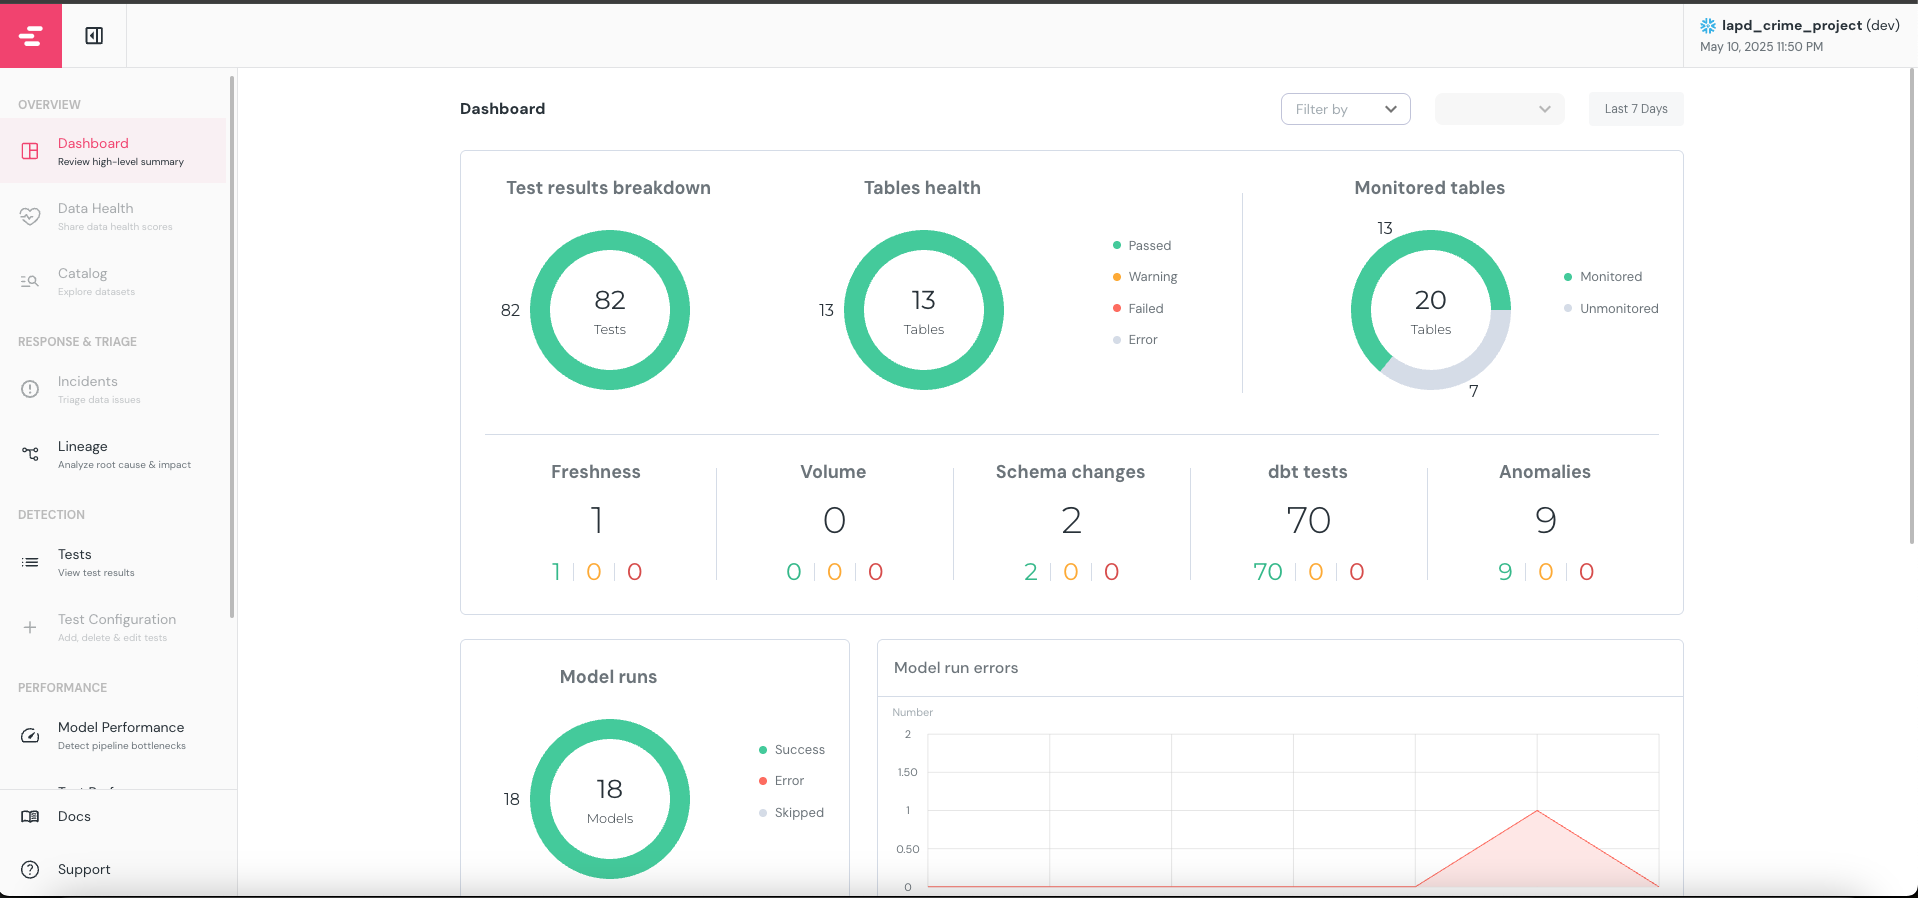 lapd_crime_project (dev)
May 10, 2025 11:50 PM
OVERVIEW
Dashboard
Review high-level summary
Data Health
Share data health scores
Catalog
Explore datasets
RESPONSE & TRIAGE
Incidents
Triage data issues
Lineage
Analyze root cause & impact
DETECTION
Tests
View test results
Test Configuration
Add, delete & edit tests
PERFORMANCE
Model Performance
Detect pipeline bottlenecks
Docs
Support
Dashboard
Filter by
Last 7 Days
Test results breakdown
82
82
Tests
Tables health
13
13
Tables
Passed
Warning
Failed
Error
Monitored tables
13
20
Tables
7
Monitored
Unmonitored
Freshness
1
1 0 0
Volume
0
0 0 0
Schema changes
2
2 0 0
dbt tests
70
70 0 0
Anomalies
9
9 0 0
Model runs
18
18
Models
Success
Error
Skipped
Model run errors
Number
2
1.50
1
0.50
0